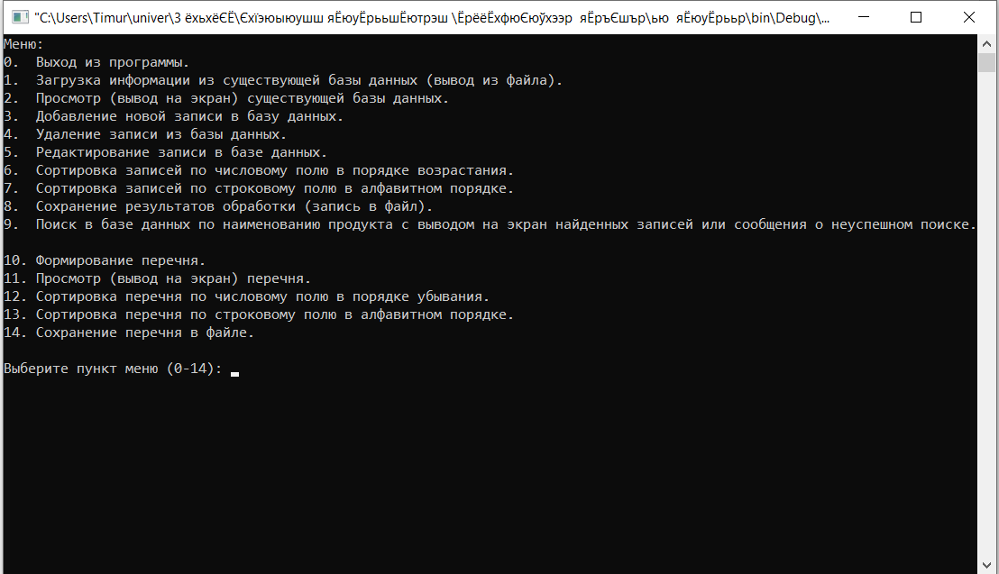 "C:\Users\Timur\univer\3 ёхьхёЄЁ\Єхїэюыюушш яЁюуЁрььшЁютрэш \ЁрёёЁхфюЄюўхээр  яЁръЄшър\ью  яЁюуЁрььр\bin\Debug\...
Меню:
0.  Выход из программы.
1.  Загрузка информации из существующей базы данных (вывод из файла).
2.  Просмотр (вывод на экран) существующей базы данных.
3.  Добавление новой записи в базу данных.
4.  Удаление записи из базы данных.
5.  Редактирование записи в базе данных.
6.  Сортировка записей по числовому полю в порядке возрастания.
7.  Сортировка записей по строковому полю в алфавитном порядке.
8.  Сохранение результатов обработки (запись в файл).
9.  Поиск в базе данных по наименованию продукта с выводом на экран найденных записей или сообщения о неуспешном поиске.
10. Формирование перечня.
11. Просмотр (вывод на экран) перечня.
12. Сортировка перечня по числовому полю в порядке убывания.
13. Сортировка перечня по строковому полю в алфавитном порядке.
14. Сохранение перечня в файле.
Выберите пункт меню (0-14):